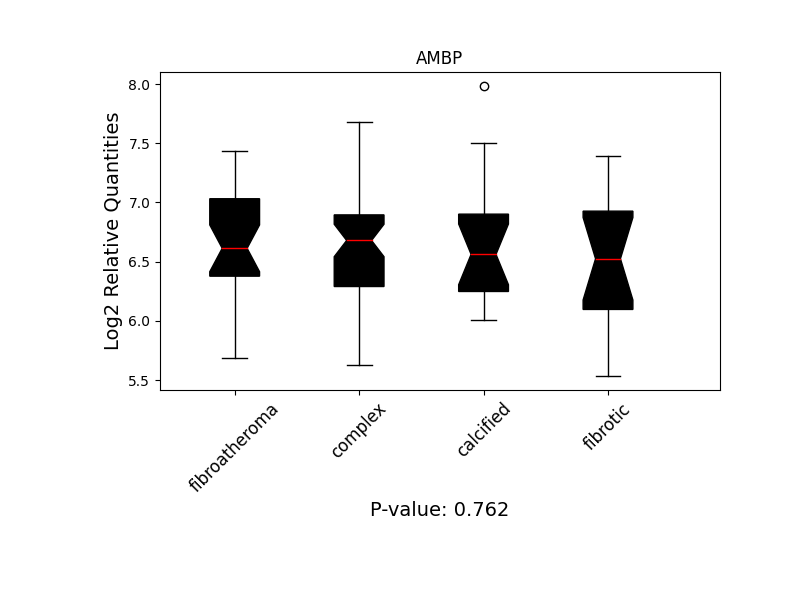 AMBP
Log2 Relative Quantities
8.0
7.5
7.0
6.5
6.0
5.5
fibroatheroma
complex
calcified
fibrotic
P-value: 0.762